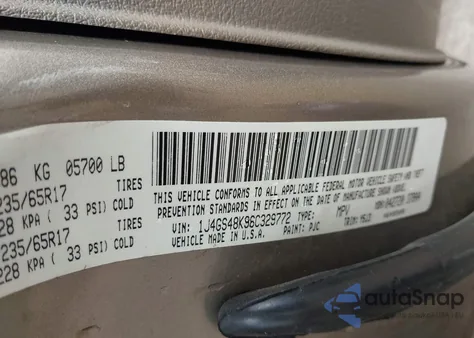 86 KG 05700 LB
235/65R17 TIRES
228 KPA ( 33 PSI) COLD
235/65R17 TIRES
228 KPA ( 33 PSI) COLD
THIS VEHICLE CONFORMS TO ALL APPLICABLE FEDERAL MOTOR VEHICLE SAFETY AND THEFT
PREVENTION STANDARDS IN EFFECT ON THE DATE OF MANUFACTURE SHOWN ABOVE.
VIN: 1J4GS48K96C329772 MPV
VEHICLE MADE IN U.S.A. PAINT: PJC TRIM:
autoSnap